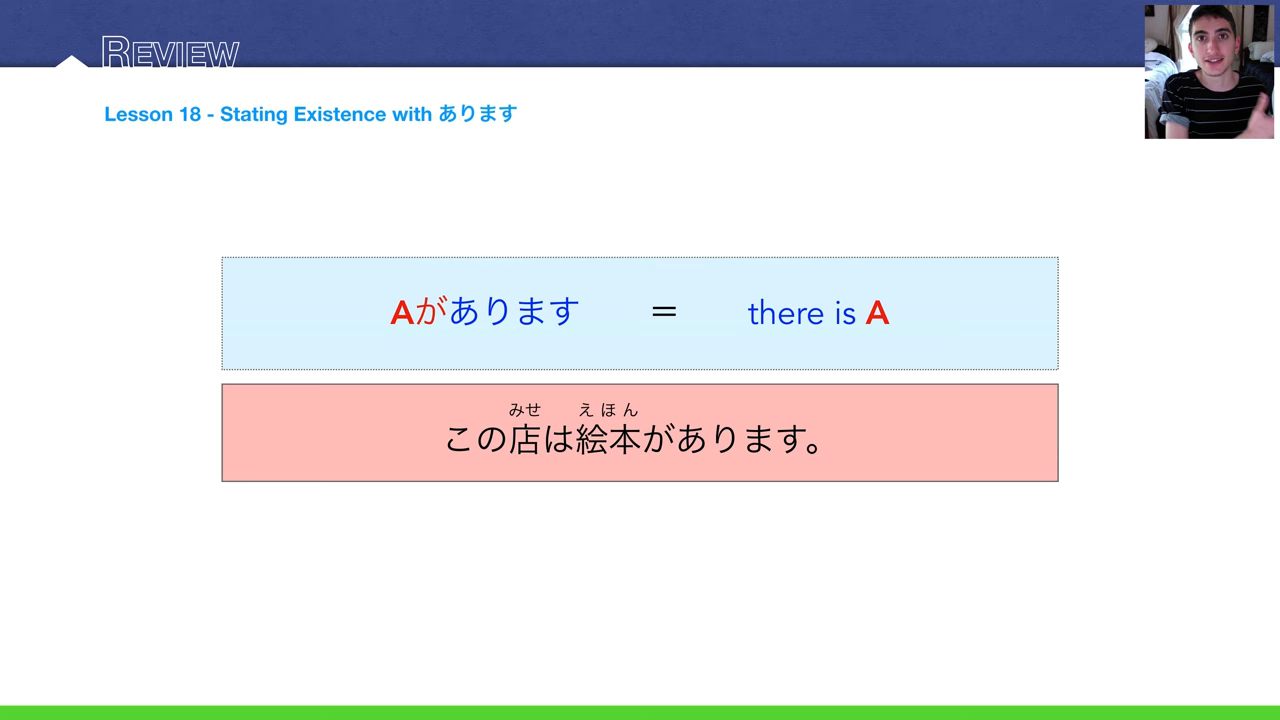 REVIEW
Lesson 18 - Stating Existence with あります
Aがあります = there is A
みせ えほん
この店は絵本があります。